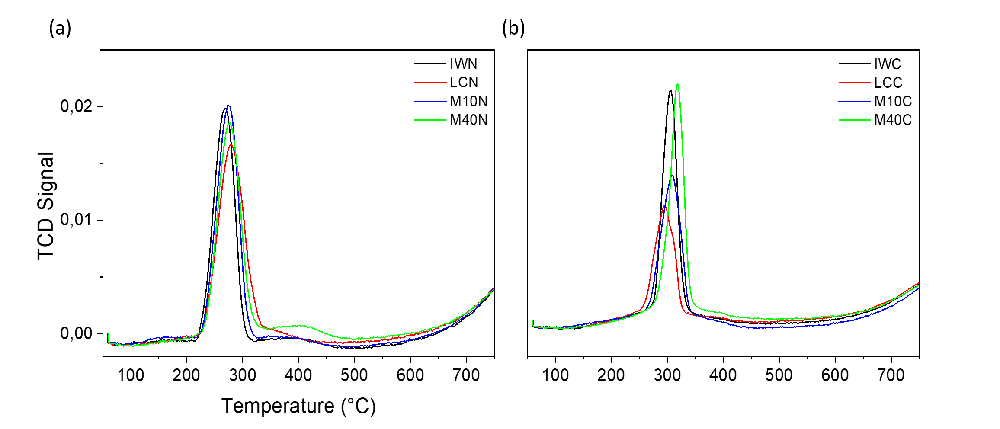 (a)
(b)
IWN
LCN
M10N
M40N
IWC
LCC
M10C
M40C
TCD Signal
0,02
0,01
0,00
100 200 300 400 500 600 700
100 200 300 400 500 600 700
Temperature (°C)